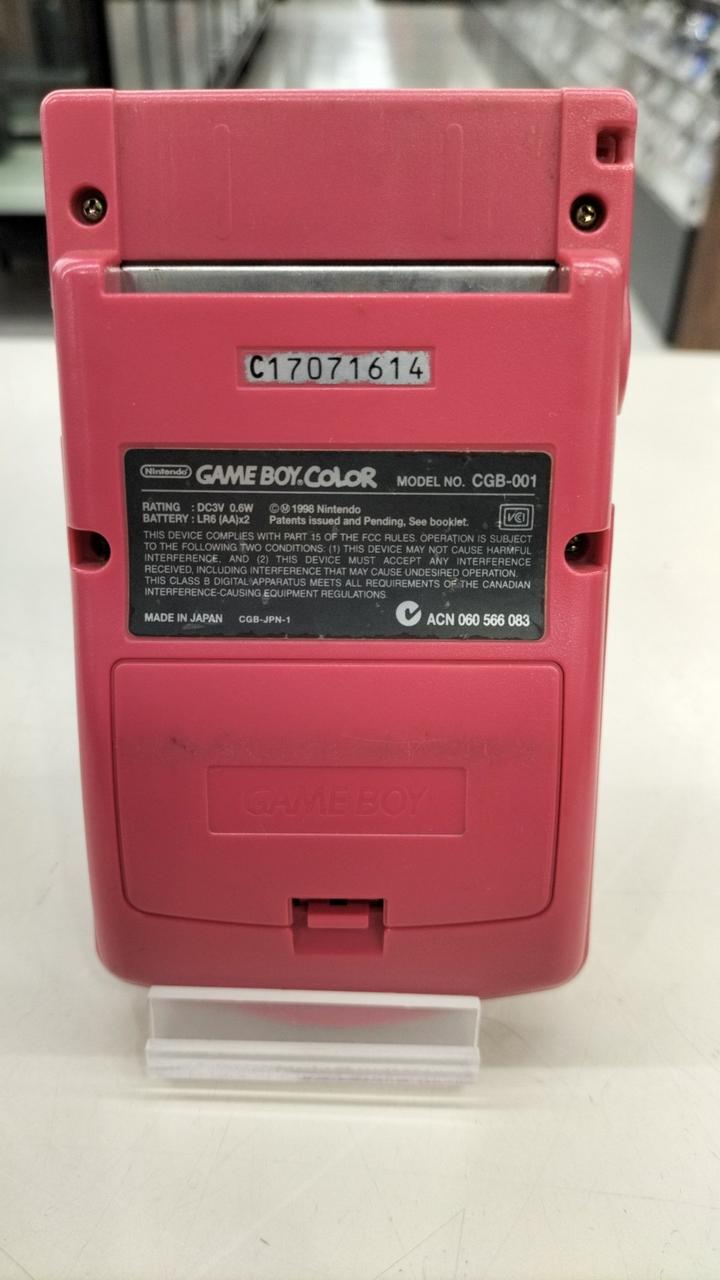 C17071614
Nintendo GAME BOY COLOR MODEL NO. CGB-001
RATING : DC3V 0.6W ©Ⓜ1998 Nintendo
BATTERY : LR6 (AA)x2 Patents issued and Pending, See booklet.
VCI
THIS DEVICE COMPLIES WITH PART 15 OF THE FCC RULES. OPERATION IS SUBJECT
TO THE FOLLOWING TWO CONDITIONS: (1) THIS DEVICE MAY NOT CAUSE HARMFUL
INTERFERENCE, AND (2) THIS DEVICE MUST ACCEPT ANY INTERFERENCE
RECEIVED, INCLUDING INTERFERENCE THAT MAY CAUSE UNDESIRED OPERATION.
THIS CLASS B DIGITAL APPARATUS MEETS ALL REQUIREMENTS OF THE CANADIAN
INTERFERENCE-CAUSING EQUIPMENT REGULATIONS.
MADE IN JAPAN CGB-JPN-1 ACN 060 566 083
GAME BOY